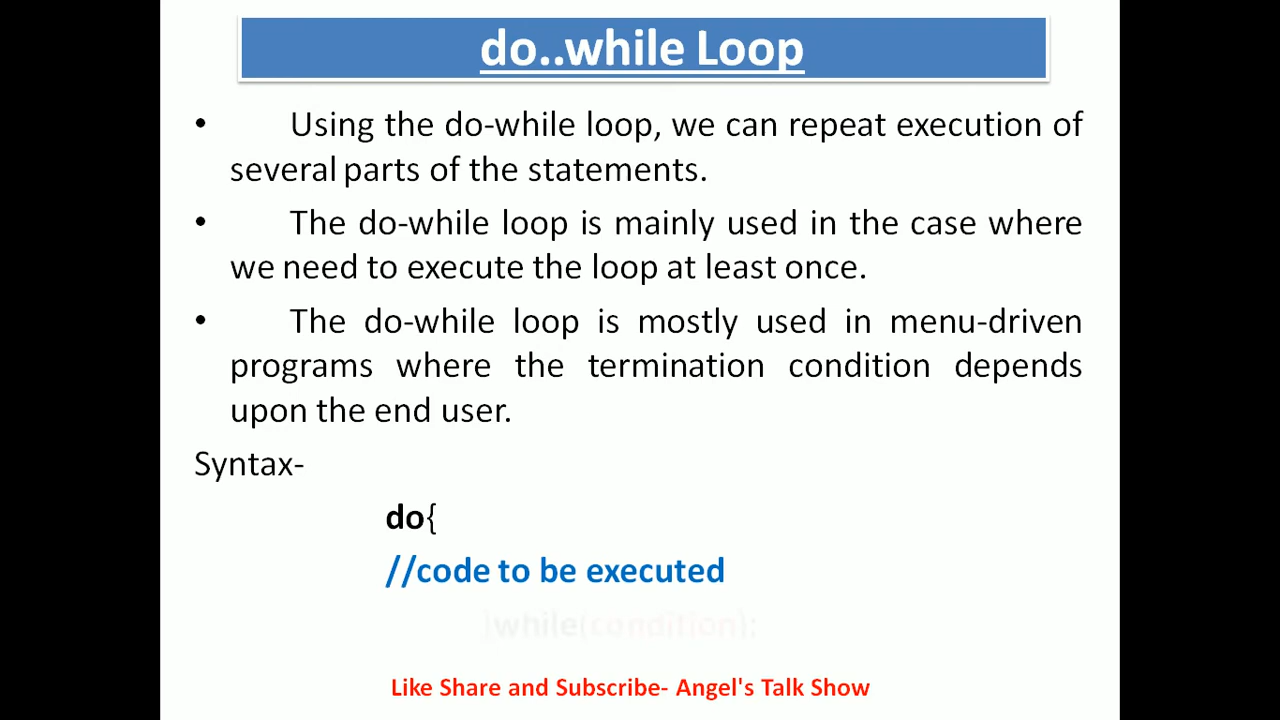 do..while Loop
• Using the do-while loop, we can repeat execution of
several parts of the statements.
• The do-while loop is mainly used in the case where
we need to execute the loop at least once.
• The do-while loop is mostly used in menu-driven
programs where the termination condition depends
upon the end user.
Syntax-
do{
//code to be executed
}while(condition);
Like Share and Subscribe- Angel's Talk Show